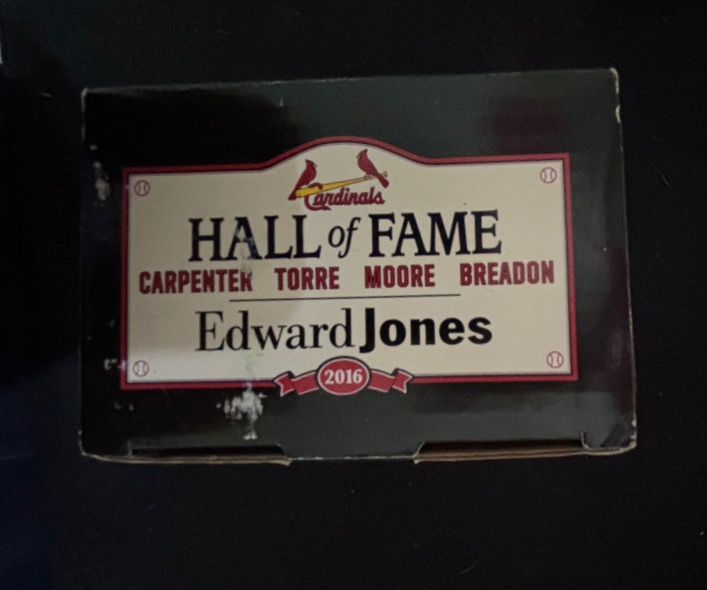 Cardinals
HALL of FAME
CARPENTER TORRE MOORE BREADON
Edward Jones
2016